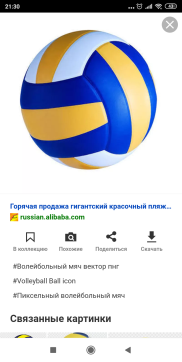 21:30
Горячая продажа гигантский красочный пляж...
russian.alibaba.com
В коллекцию
Похожие
Поделиться
Скачать
#Волейбольный мяч вектор пнг
#Volleyball Ball icon
#Пиксельный волейбольный мяч
Связанные картинки